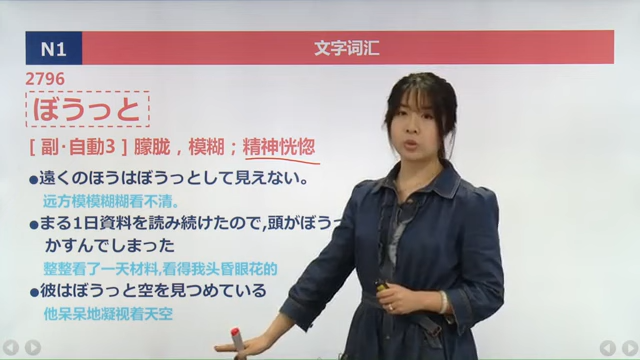 N1
文字词汇
2796
ぼうっと
[ 副·自動3 ] 朦胧，模糊；精神恍惚
●遠くのほうはぼうっとして見えない。
远方模模糊糊看不清。
●まる1日資料を読み続けたので,頭がぼうっ
かすんでしまった
整整看了一天材料,看得我头昏眼花的
●彼はぼうっと空を見つめている
他呆呆地凝视着天空